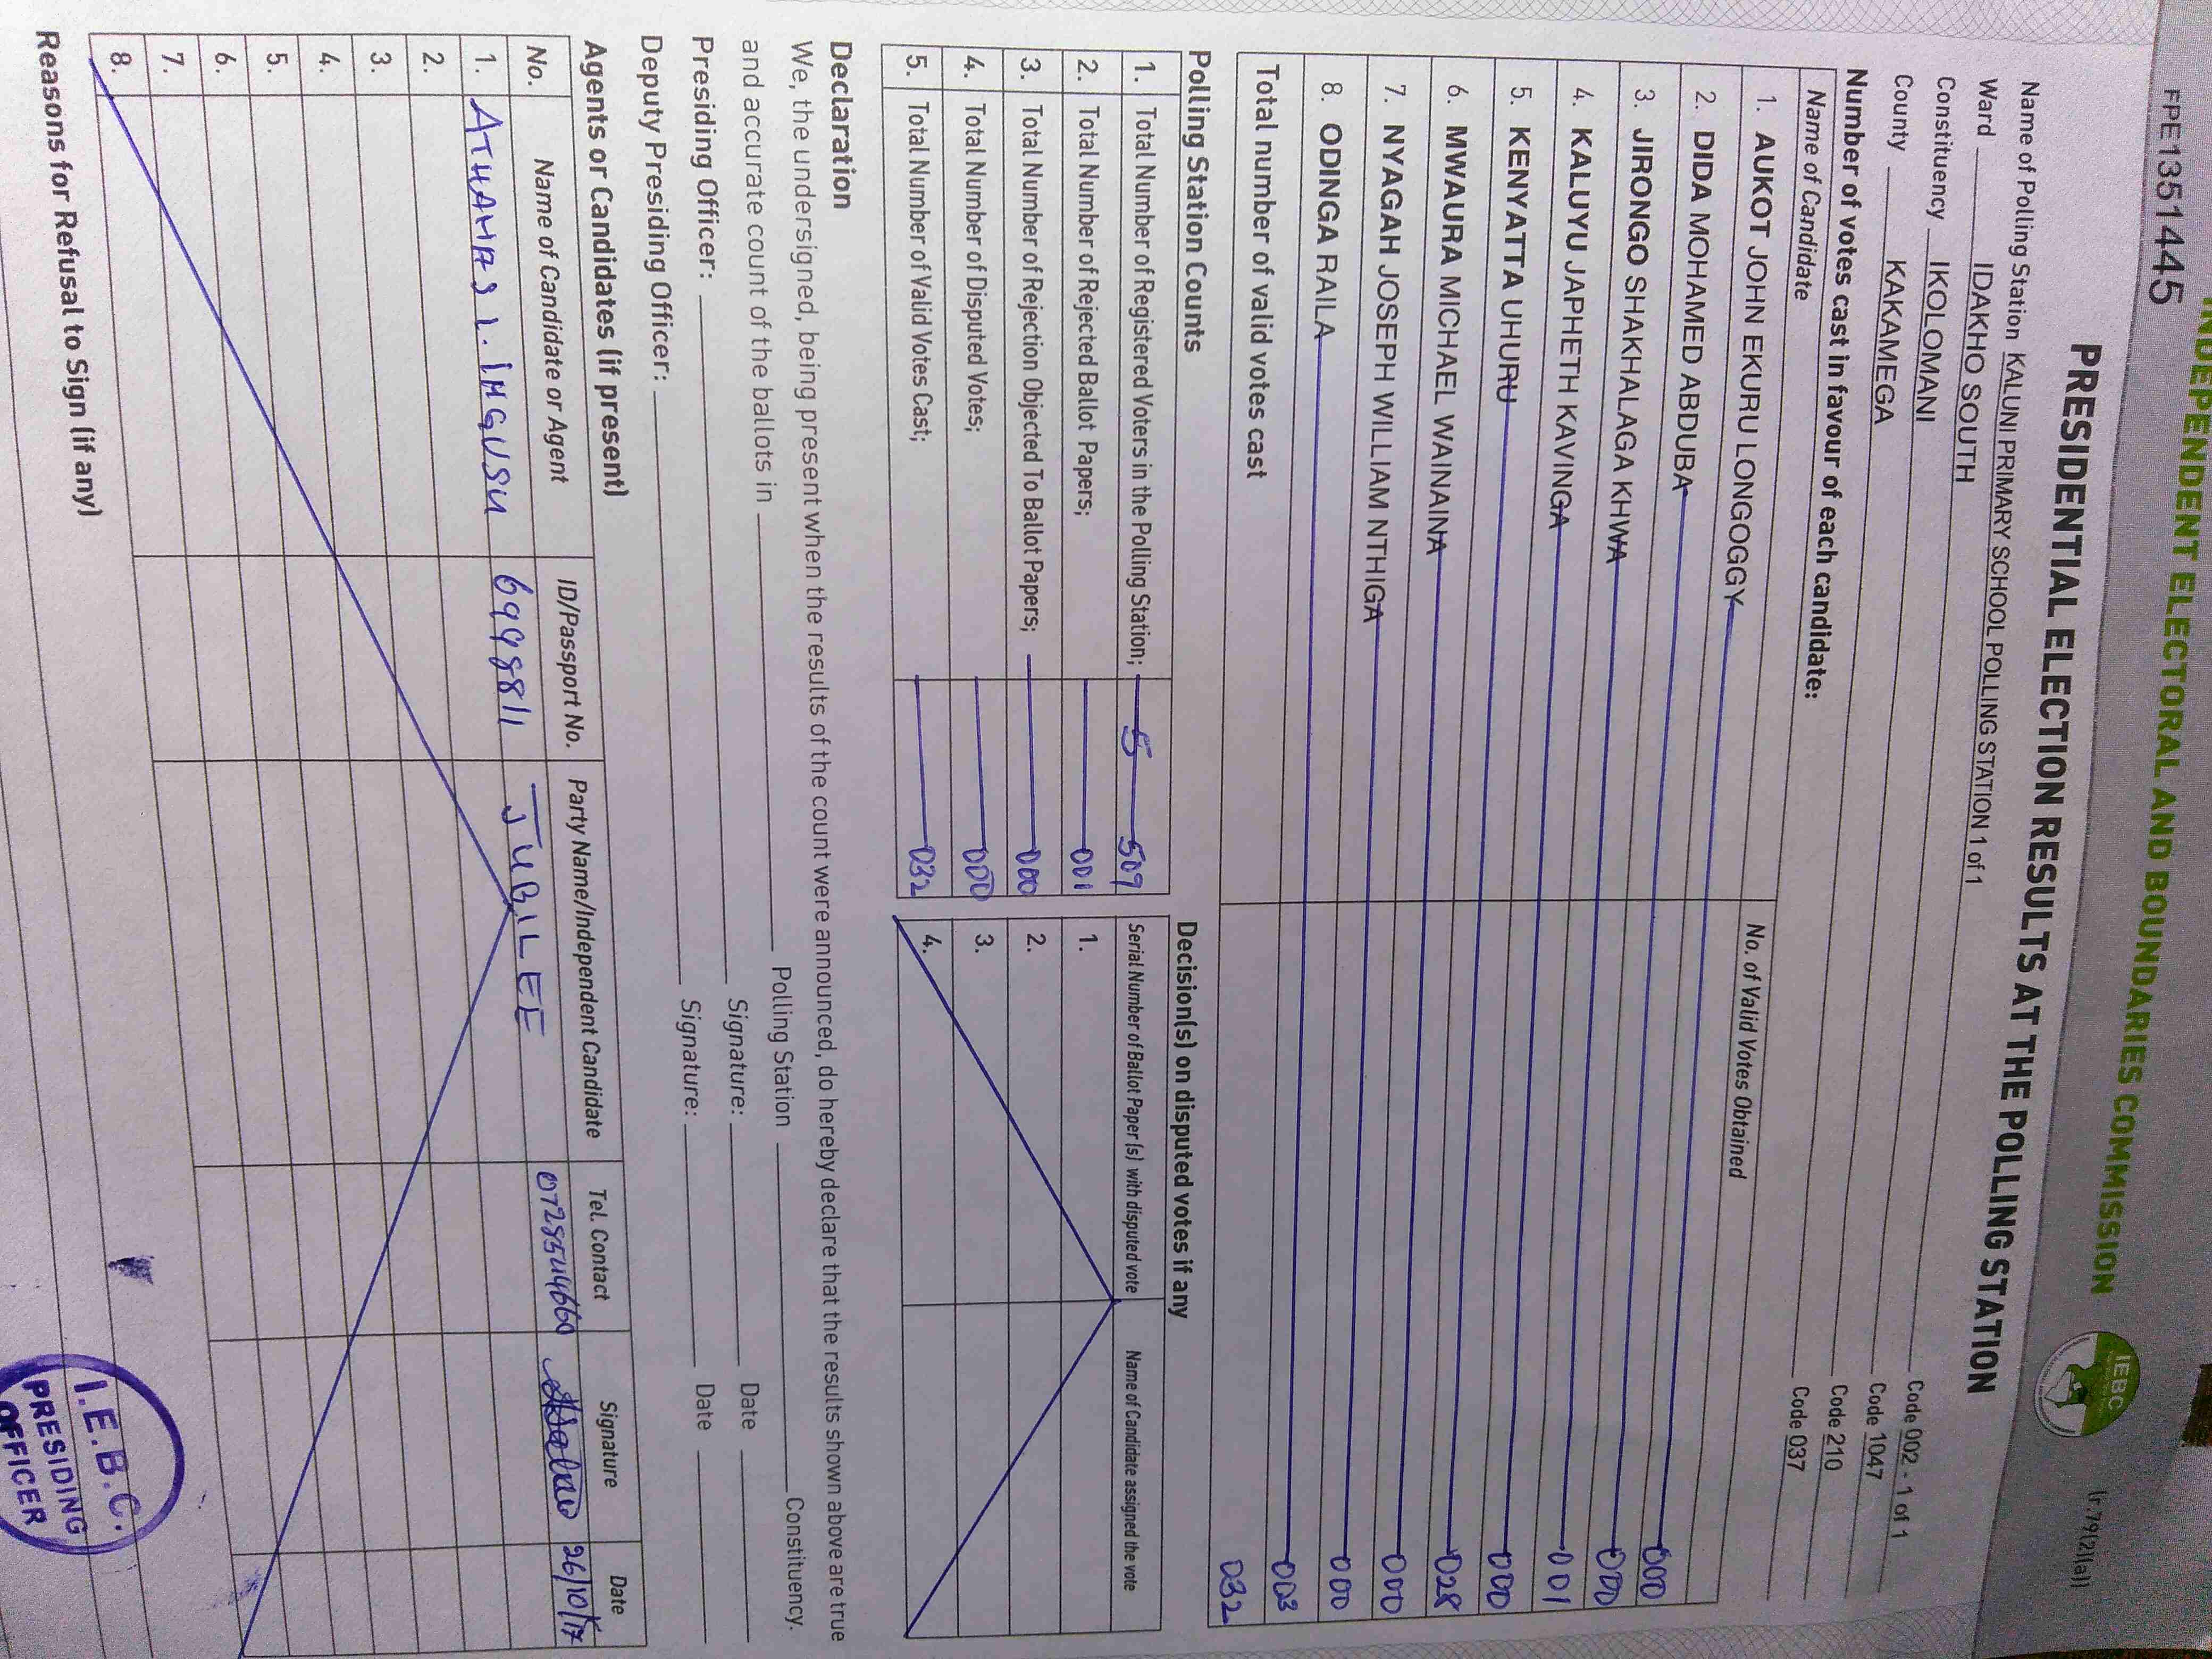 INDEPENDENT ELECTORAL AND BOUNDARIES COMMISSION
FPE1351445
IEBC
(r.79(2)(a))
PRESIDENTIAL ELECTION RESULTS AT THE POLLING STATION
Name of Polling Station KALUNI PRIMARY SCHOOL POLLING STATION 1 of 1 Code 002 - 1 of 1
Ward IDAKHO SOUTH Code 1047
Constituency IKOLOMANI Code 210
County KAKAMEGA Code 037
Number of votes cast in favour of each candidate:
Name of Candidate No. of Valid Votes Obtained
1. AUKOT JOHN EKURU LONGOGGY 000
2. DIDA MOHAMED ABDUBA 000
3. JIRONGO SHAKHALAGA KHWA 001
4. KALUYU JAPHETH KAVINGA 000
5. KENYATTA UHURU 028
6. MWAURA MICHAEL WAINAINA 000
7. NYAGAH JOSEPH WILLIAM NTHIGA 000
8. ODINGA RAILA 003
Total number of valid votes cast 032
Polling Station Counts
1. Total Number of Registered Voters in the Polling Station; 5 509
2. Total Number of Rejected Ballot Papers; 001
3. Total Number of Rejection Objected To Ballot Papers; 000
4. Total Number of Disputed Votes; 000
5. Total Number of Valid Votes Cast; 032
Decision(s) on disputed votes if any
Serial Number of Ballot Paper (s) with disputed vote Name of Candidate assigned the vote
1.
2.
3.
4.
Declaration
We, the undersigned, being present when the results of the count were announced, do hereby declare that the results shown above are true
and accurate count of the ballots in Polling Station Constituency.
Presiding Officer: Signature: Date
Deputy Presiding Officer: Signature: Date
Agents or Candidates (if present)
No. Name of Candidate or Agent ID/Passport No. Party Name/Independent Candidate Tel. Contact Signature Date
1. 6998811 JUBILEE 26/10/17
2.
3.
4.
5.
6.
7.
8.
Reasons for Refusal to Sign (if any)
I.E.B.C.
PRESIDING
OFFICER